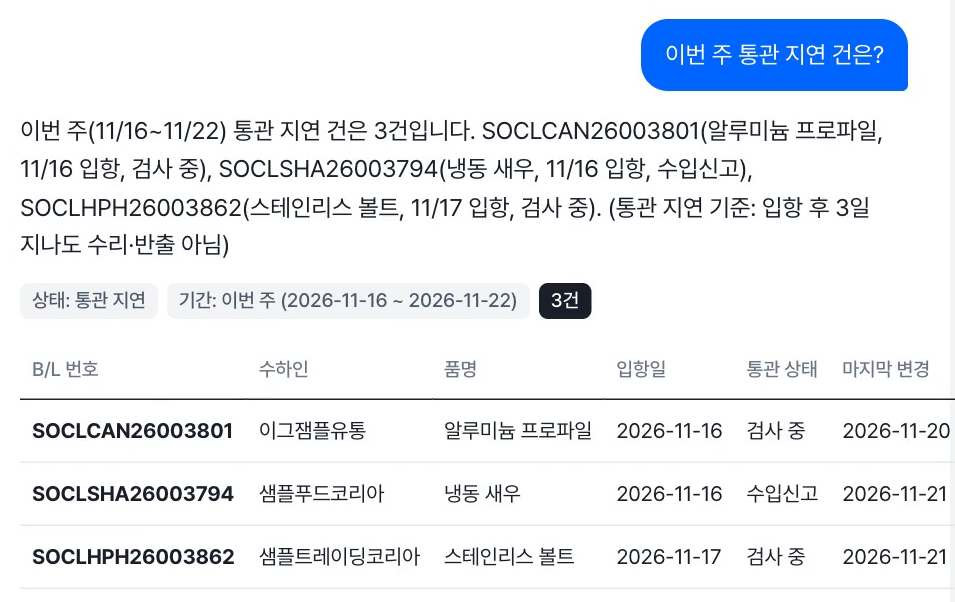 이번 주 통관 지연 건은?
이번 주(11/16~11/22) 통관 지연 건은 3건입니다. SOCLCAN26003801(알루미늄 프로파일,
11/16 입항, 검사 중), SOCLSHA26003794(냉동 새우, 11/16 입항, 수입신고),
SOCLHPH26003862(스테인리스 볼트, 11/17 입항, 검사 중). (통관 지연 기준: 입항 후 3일
지나도 수리·반출 아님)
상태: 통관 지연 기간: 이번 주 (2026-11-16 ~ 2026-11-22) 3건
B/L 번호 수하인 품명 입항일 통관 상태 마지막 변경
SOCLCAN26003801 이그잼플유통 알루미늄 프로파일 2026-11-16 검사 중 2026-11-20
SOCLSHA26003794 샘플푸드코리아 냉동 새우 2026-11-16 수입신고 2026-11-21
SOCLHPH26003862 샘플트레이딩코리아 스테인리스 볼트 2026-11-17 검사 중 2026-11-21